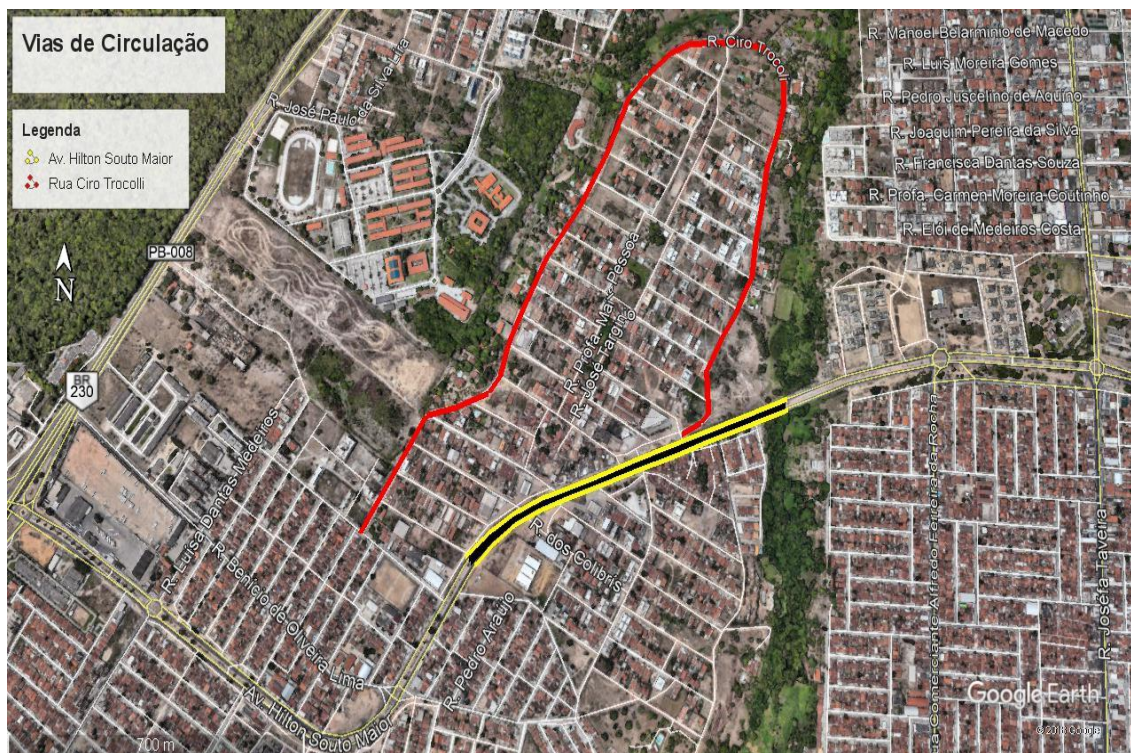 Vias de Circulação
Legenda
Av. Hilton Souto Maior
Rua Ciro Trocolli
N
PB-008
BR
230
R. José Paulo da Silva Lira
R. Ciro Trocoli
R. Manoel Belarminio de Macedo
R. Luis Moreira Gomes
R. Pedro Juscelino de Aquino
R. Joaquim Pereira da Silva
R. Francisca Dantas Souza
R. Profa. Carmen Moreira Coutinho
R. Elói de Medeiros Costa
R. Profa. Mar. Pessoa
R. José Targino
R. Luisa Dantas Medeiros
R. Benício de Oliveira Lima
R. dos Colibris
R. Pedro Araújo
Av. Hilton Souto Maior
a Comerciante Alfredo Ferreira da Rocha
R. Josefa Taveira
700 m
Google Earth